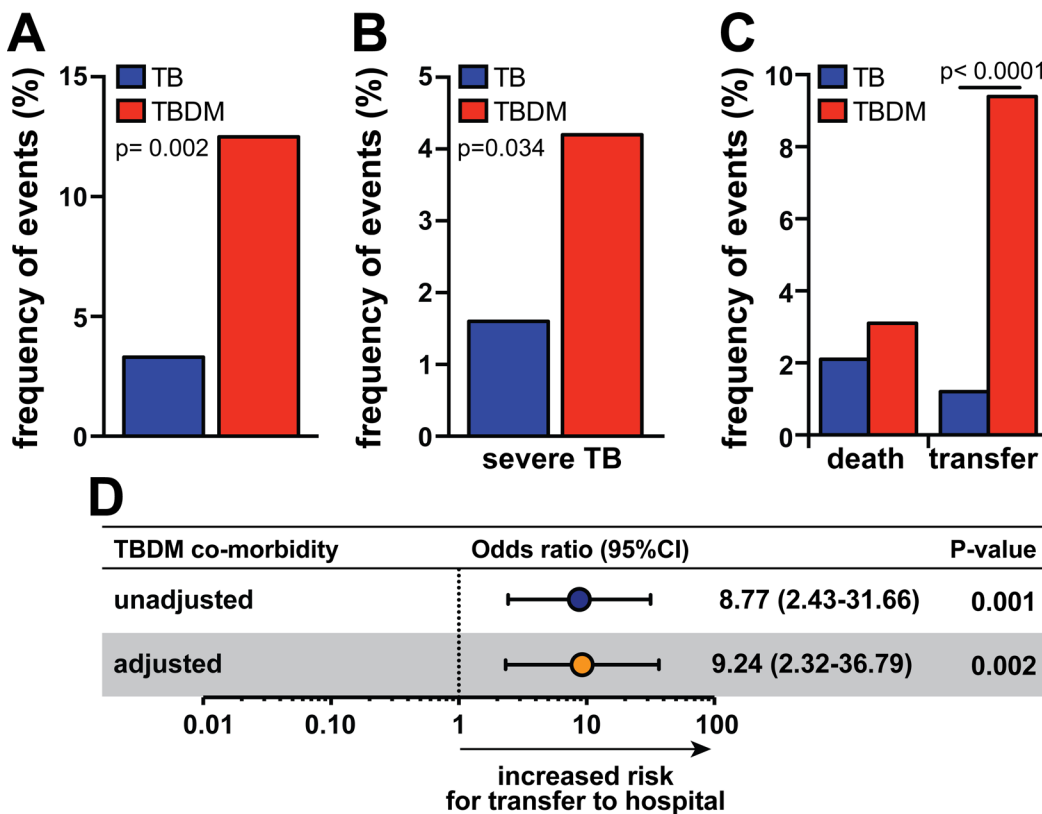 A
frequency of events (%)
15
10
5
0
TB
TBDM
p= 0.002
B
frequency of events (%)
5
4
3
2
1
0
TB
TBDM
p=0.034
severe TB
C
frequency of events (%)
10
8
6
4
2
0
TB
TBDM
p< 0.0001
death transfer
D
TBDM co-morbidity Odds ratio (95%CI) P-value
unadjusted 8.77 (2.43-31.66) 0.001
adjusted 9.24 (2.32-36.79) 0.002
0.01 0.10 1 10 100
increased risk
for transfer to hospital